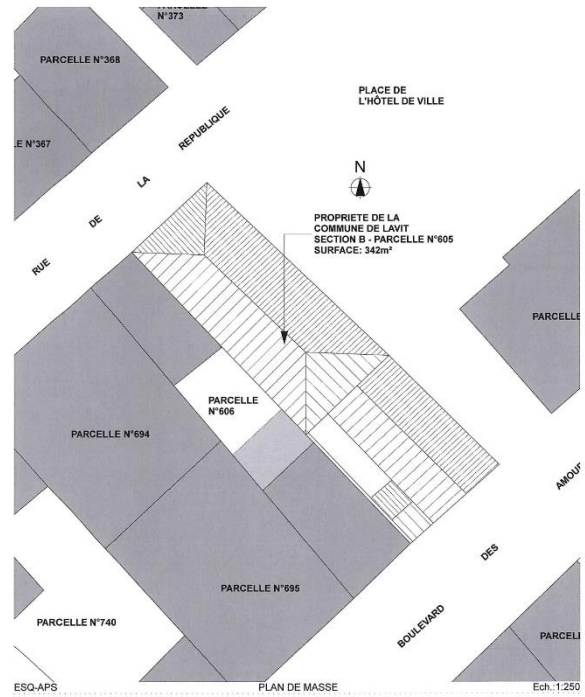 N°373
PARCELLE N°368
PLACE DE
L'HÔTEL DE VILLE
LE N°367
RUE DE LA REPUBLIQUE
N
PROPRIETE DE LA
COMMUNE DE LAVIT
SECTION B - PARCELLE N°605
SURFACE: 342m²
PARCELLE
PARCELLE
N°606
PARCELLE N°694
BOULEVARD DES AMOU
PARCELLE N°695
PARCELLE N°740
PARCEL
ESQ-APS
PLAN DE MASSE
Ech.:1:250